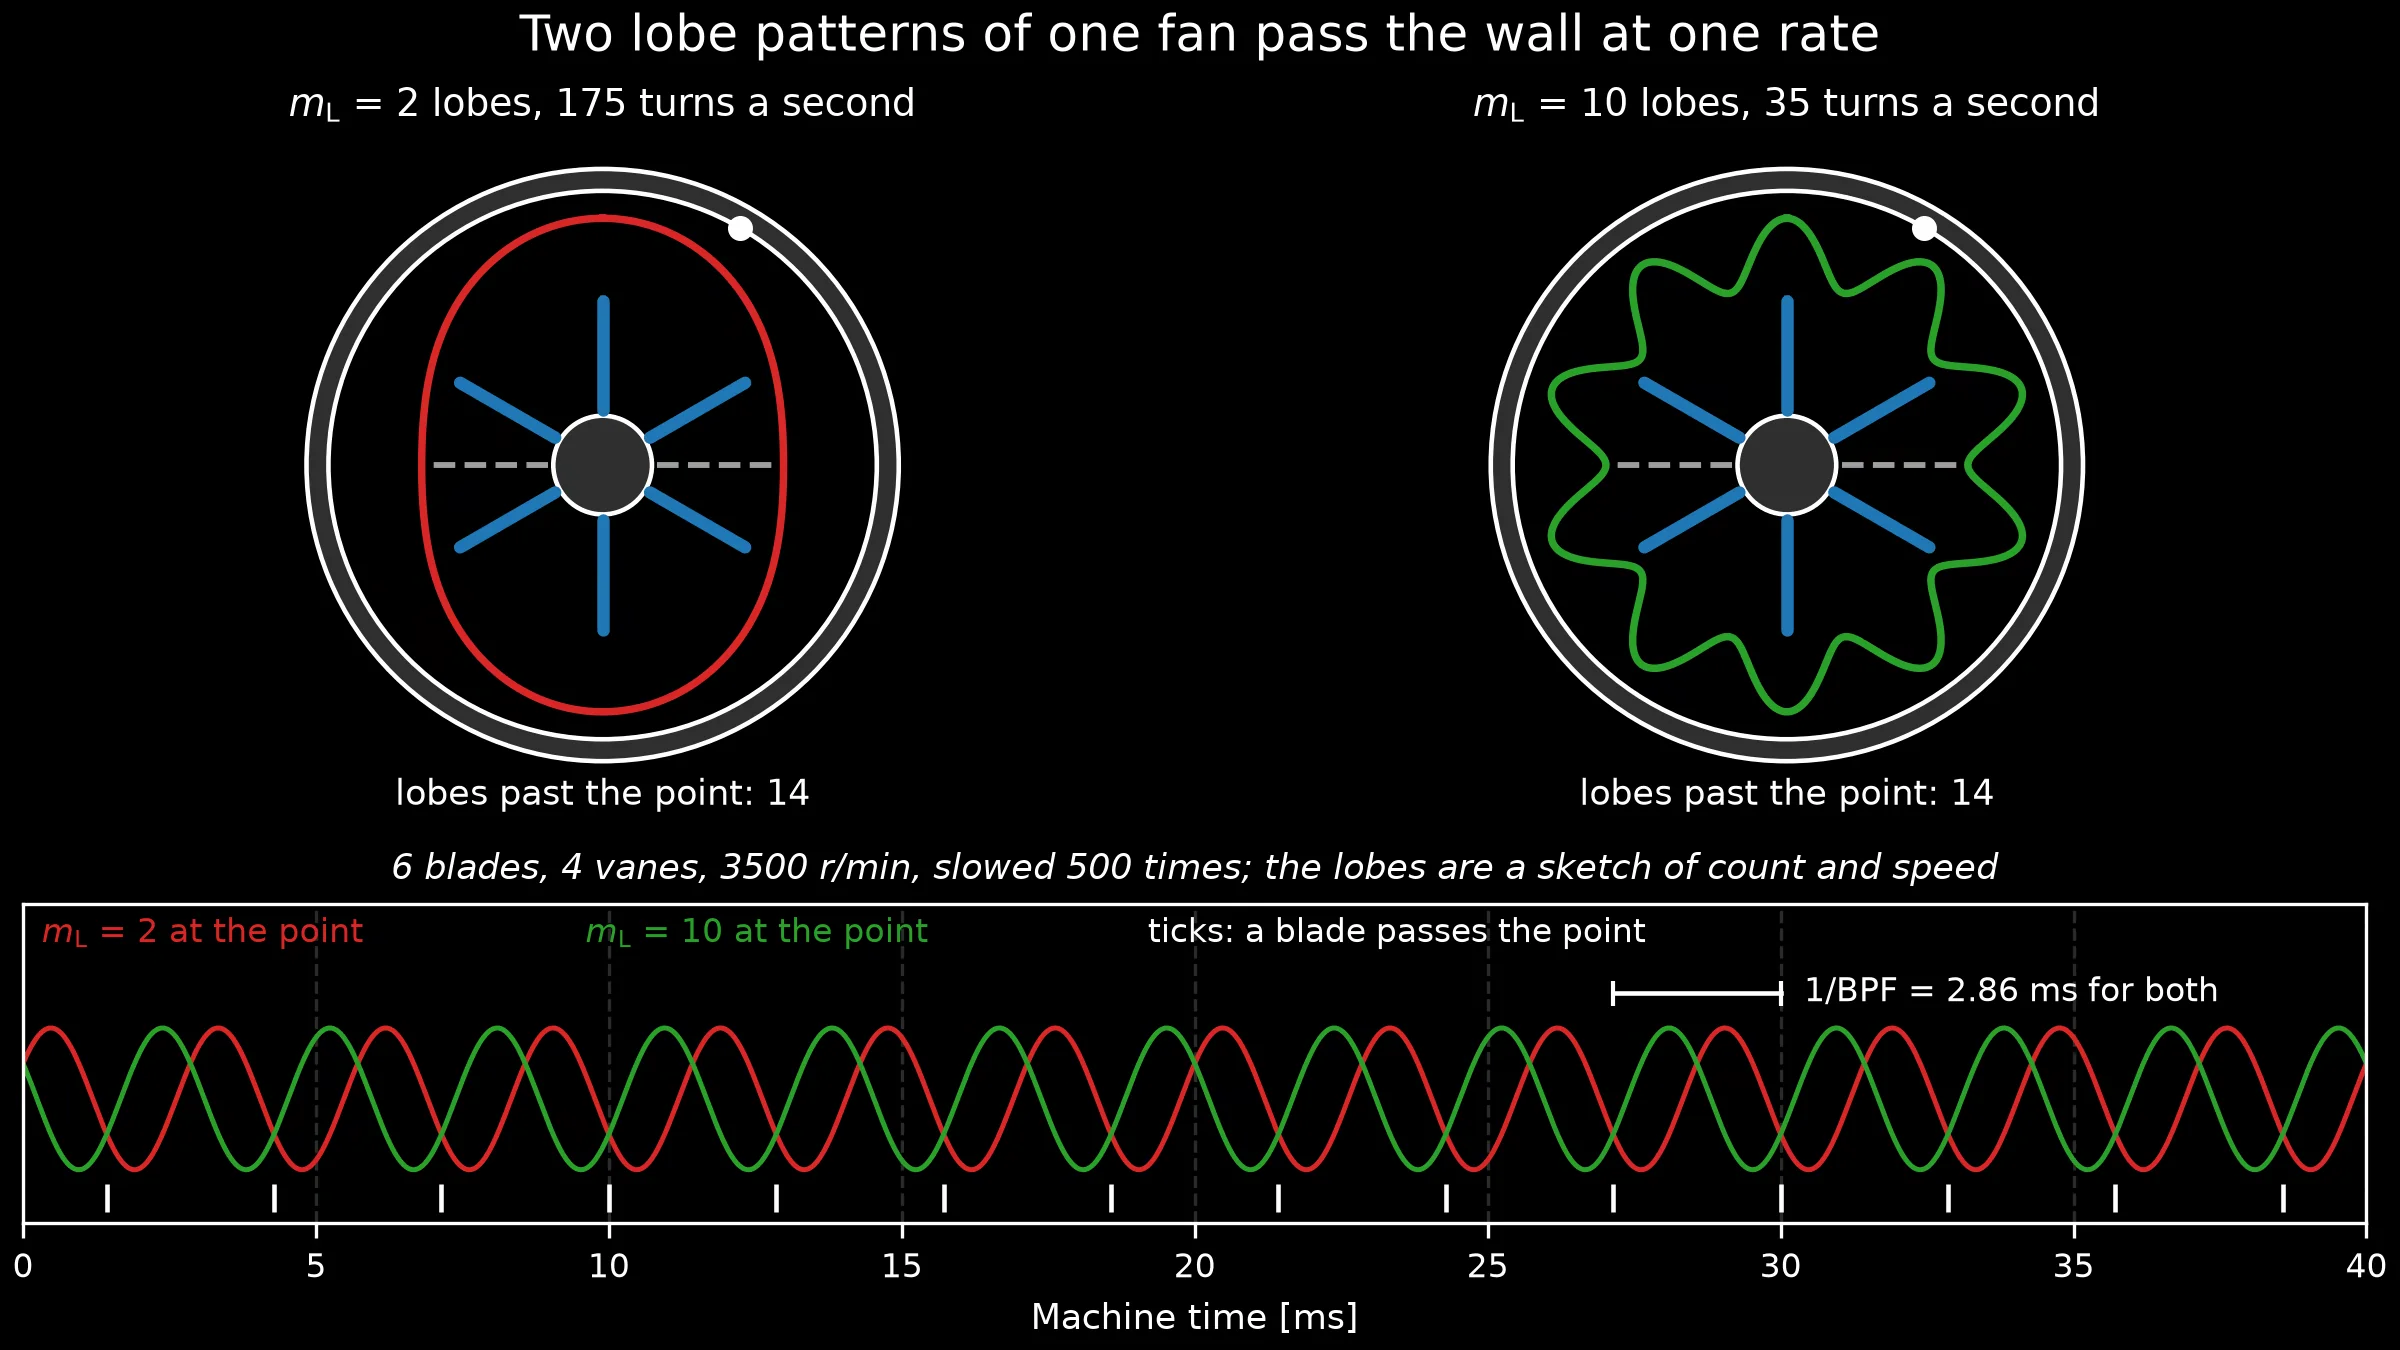 Two lobe patterns of one fan pass the wall at one rate
mL = 2 lobes, 175 turns a second
mL = 10 lobes, 35 turns a second
lobes past the point: 14
lobes past the point: 14
6 blades, 4 vanes, 3500 r/min, slowed 500 times; the lobes are a sketch of count and speed
mL = 2 at the point
mL = 10 at the point
ticks: a blade passes the point
1/BPF = 2.86 ms for both
0 5 10 15 20 25 30 35 40
Machine time [ms]